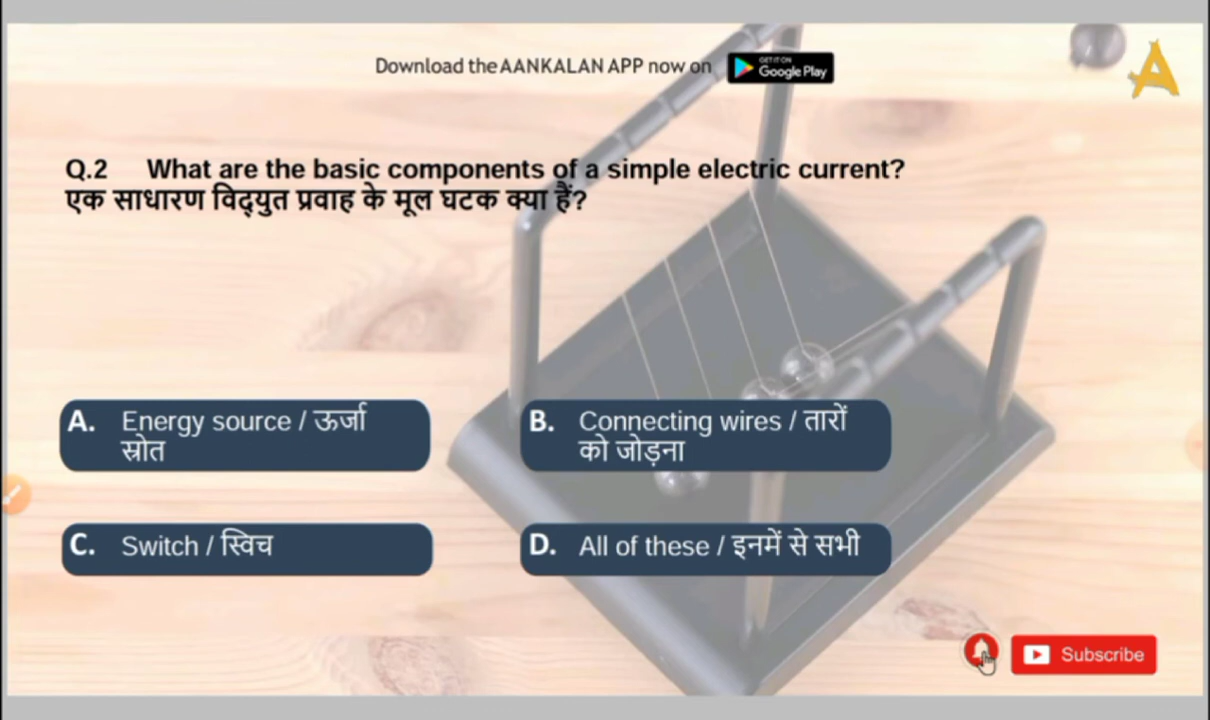 Download the AANKALAN APP now on
GET IT ON
Google Play
A
Q.2 What are the basic components of a simple electric current?
एक साधारण विद्युत प्रवाह के मूल घटक क्या हैं?
A. Energy source / ऊर्जा
स्रोत
B. Connecting wires / तारों
को जोड़ना
C. Switch / स्विच
D. All of these / इनमें से सभी
Subscribe